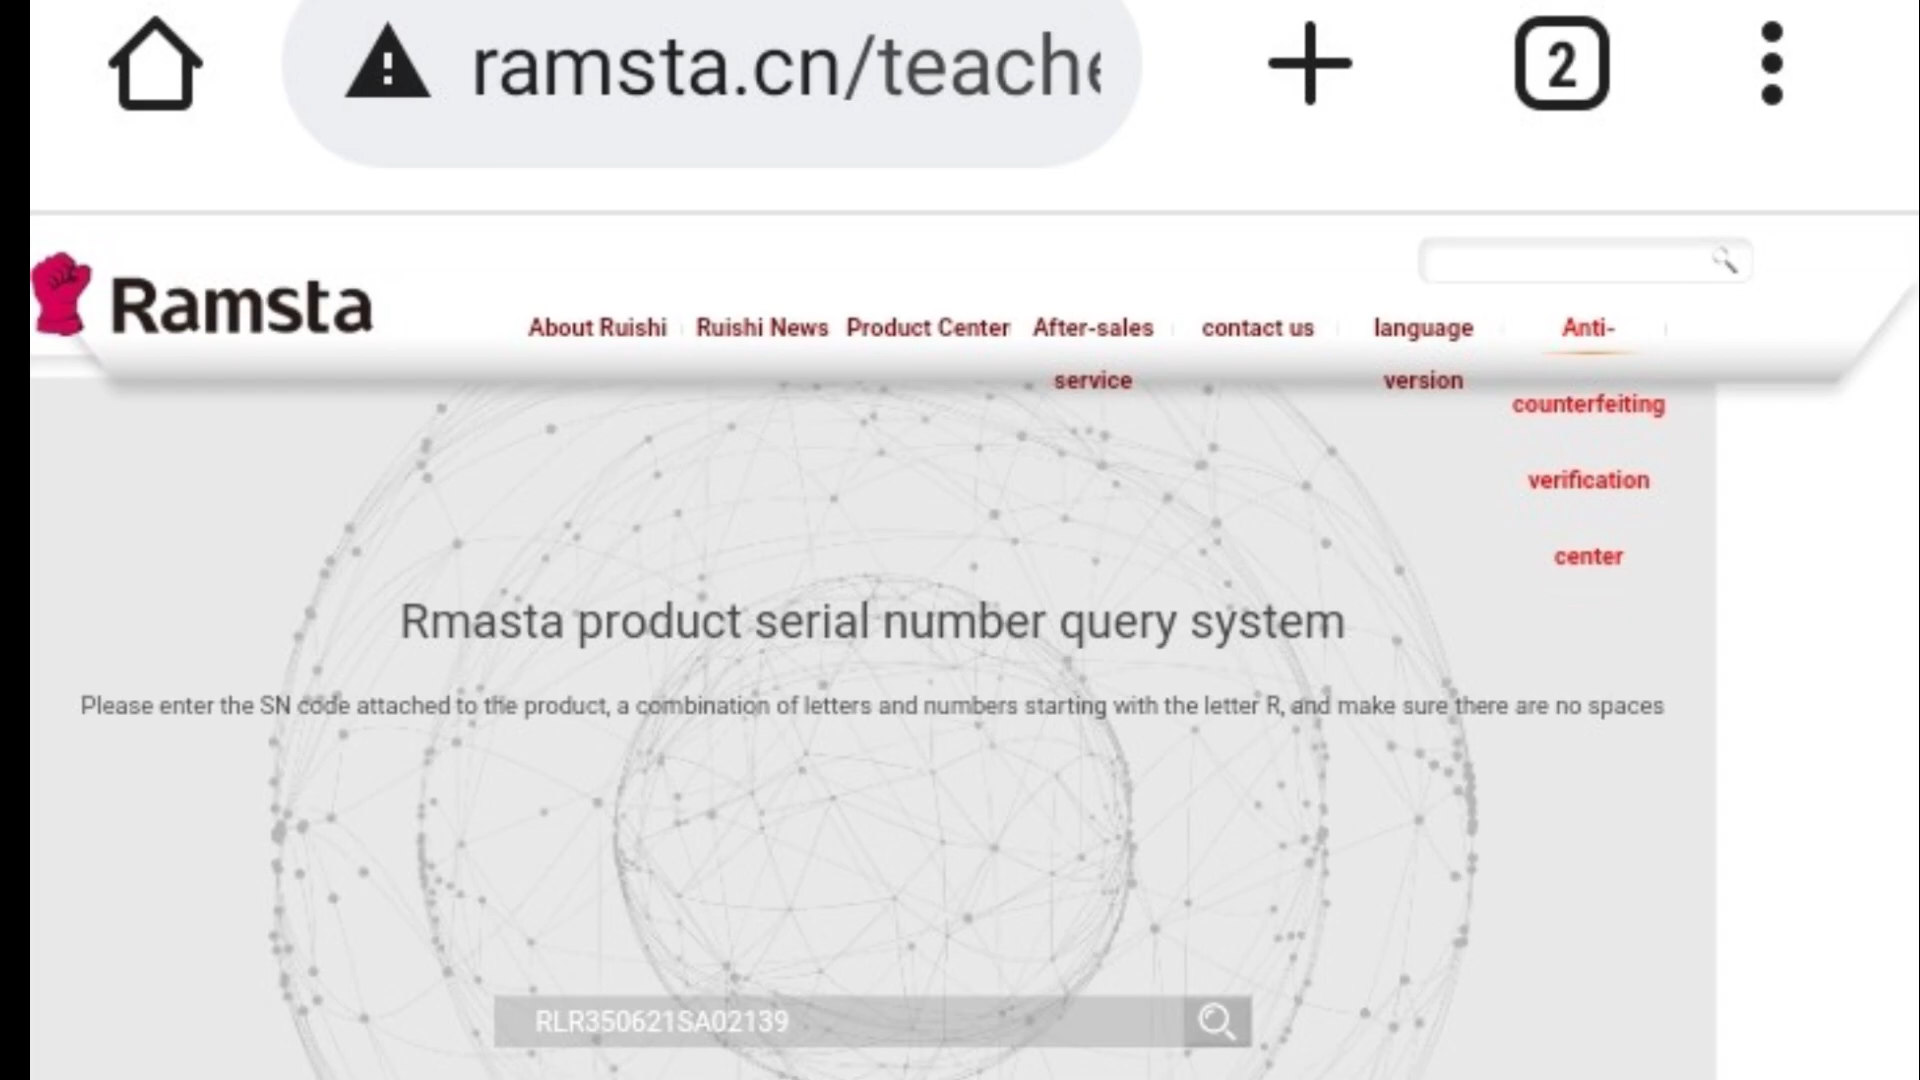 ramsta.cn/teache
2
Ramsta
About Ruishi
Ruishi News
Product Center
After-sales
service
contact us
language
version
Anti-
counterfeiting
verification
center
Rmasta product serial number query system
Please enter the SN code attached to the product, a combination of letters and numbers starting with the letter R, and make sure there are no spaces
RLR350621SA02139